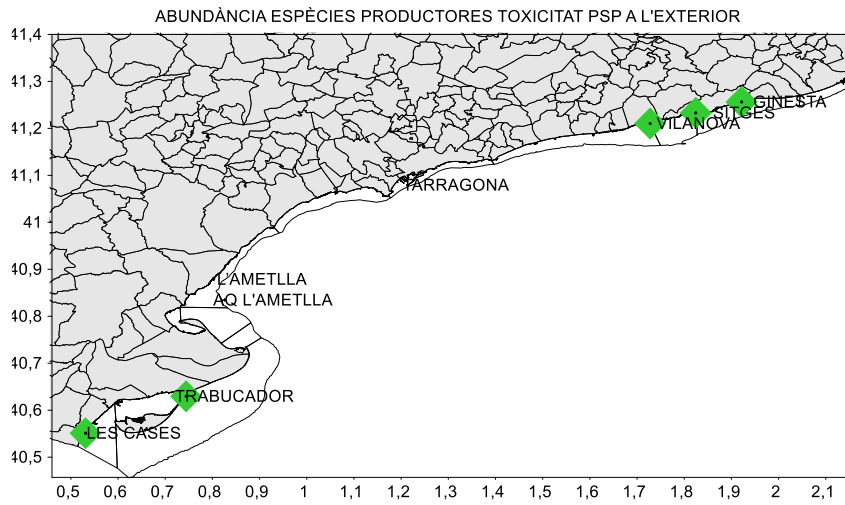 ABUNDÀNCIA ESPÈCIES PRODUCTORES TOXICITAT PSP A L'EXTERIOR
41,4
41,3
41,2
41,1
41
40,9
40,8
40,7
40,6
40,5
GINESTA
SITGES
VILANOVA
TARRAGONA
L'AMETLLA
AQ L'AMETLLA
TRABUCADOR
LES CASES
0,5 0,6 0,7 0,8 0,9 1 1,1 1,2 1,3 1,4 1,5 1,6 1,7 1,8 1,9 2 2,1